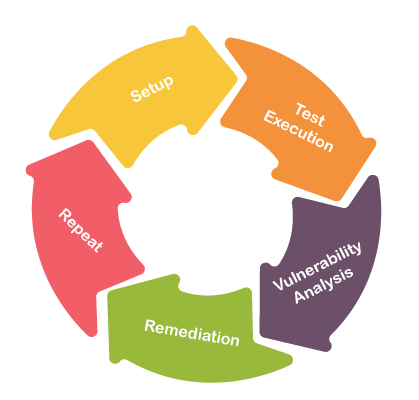 Setup
Test
Execution
Vulnerability
Analysis
Remediation
Repeat